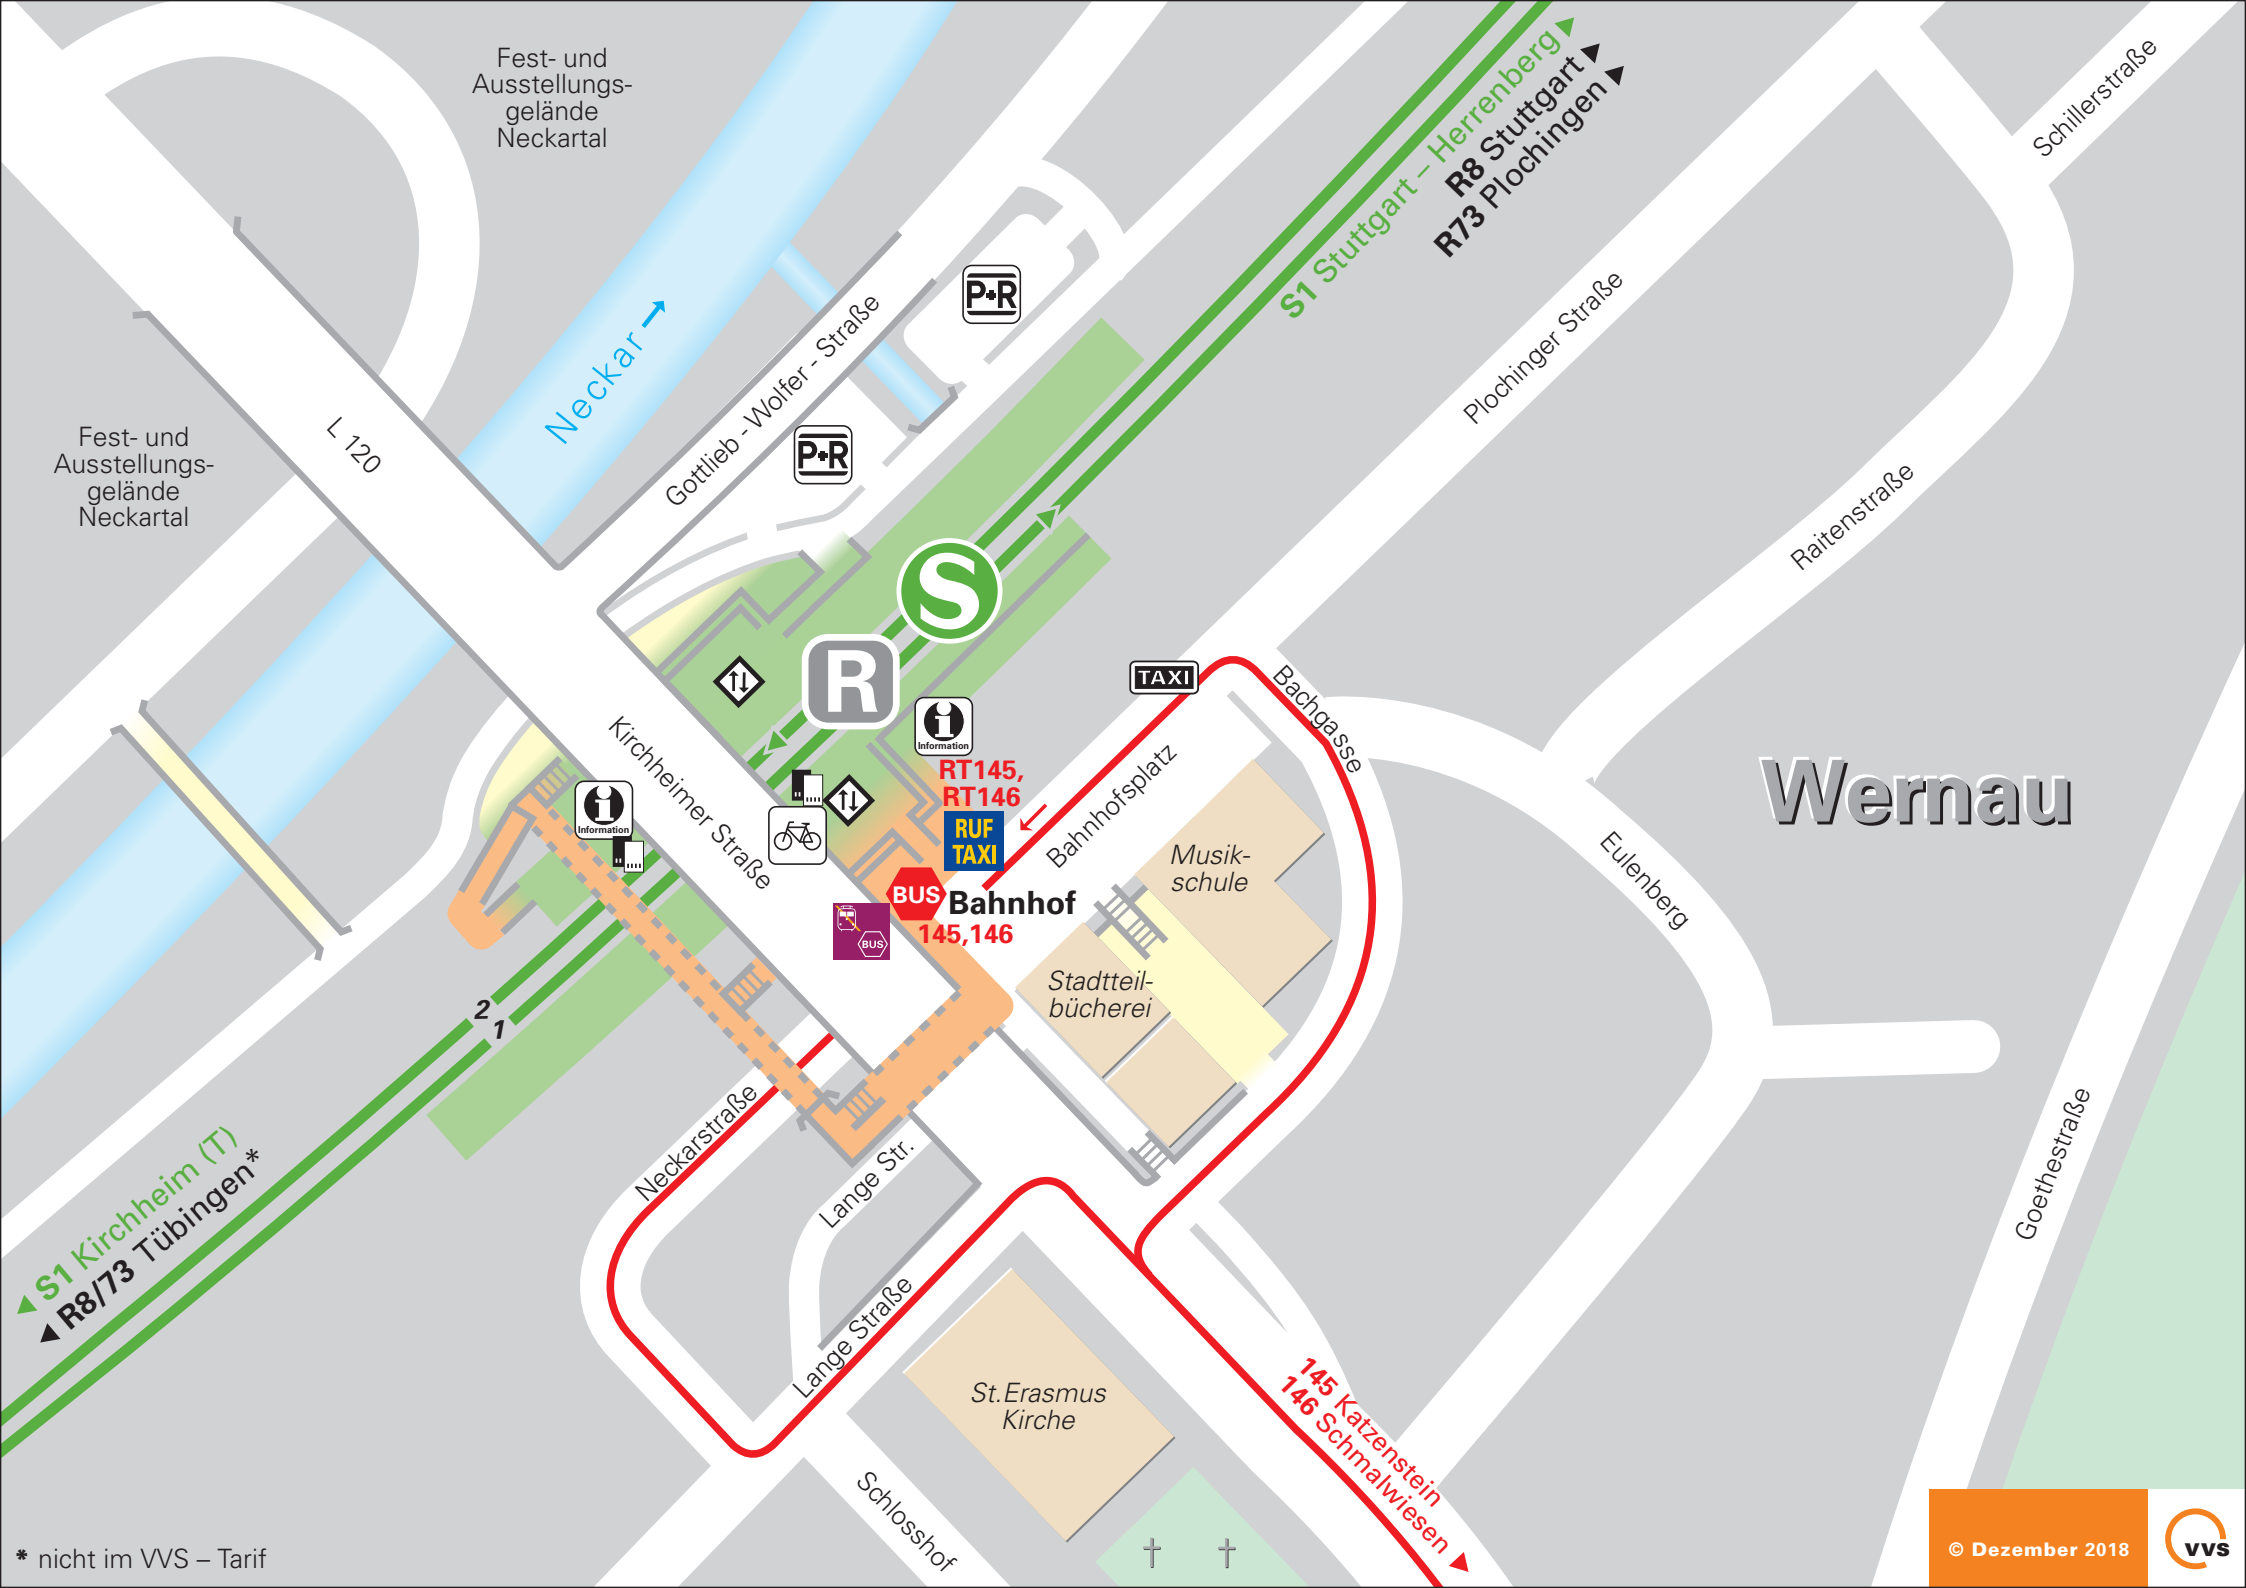 Fest- und
Ausstellungs-
gelände
Neckartal
Fest- und
Ausstellungs-
gelände
Neckartal
L 120
Neckar
Gottlieb - Wolfer - Straße
P+R
P+R
S1 Stuttgart – Herrenberg
R8 Stuttgart
R73 Plochingen
Schillerstraße
Plochinger Straße
Raitenstraße
S
R
Information
TAXI
Bachgasse
Kirchheimer Straße
Information
RT145,
RT146
RUF
TAXI
Bahnhofsplatz
Wernau
Musik-
schule
Eulenberg
BUS Bahnhof
145,146
BUS
Stadtteil-
bücherei
2
1
Neckarstraße
Lange Str.
Goethestraße
S1 Kirchheim (T)
R8/73 Tübingen*
Lange Straße
St.Erasmus
Kirche
145 Katzenstein
146 Schmalwiesen
Schlosshof
* nicht im VVS – Tarif
© Dezember 2018
vvs